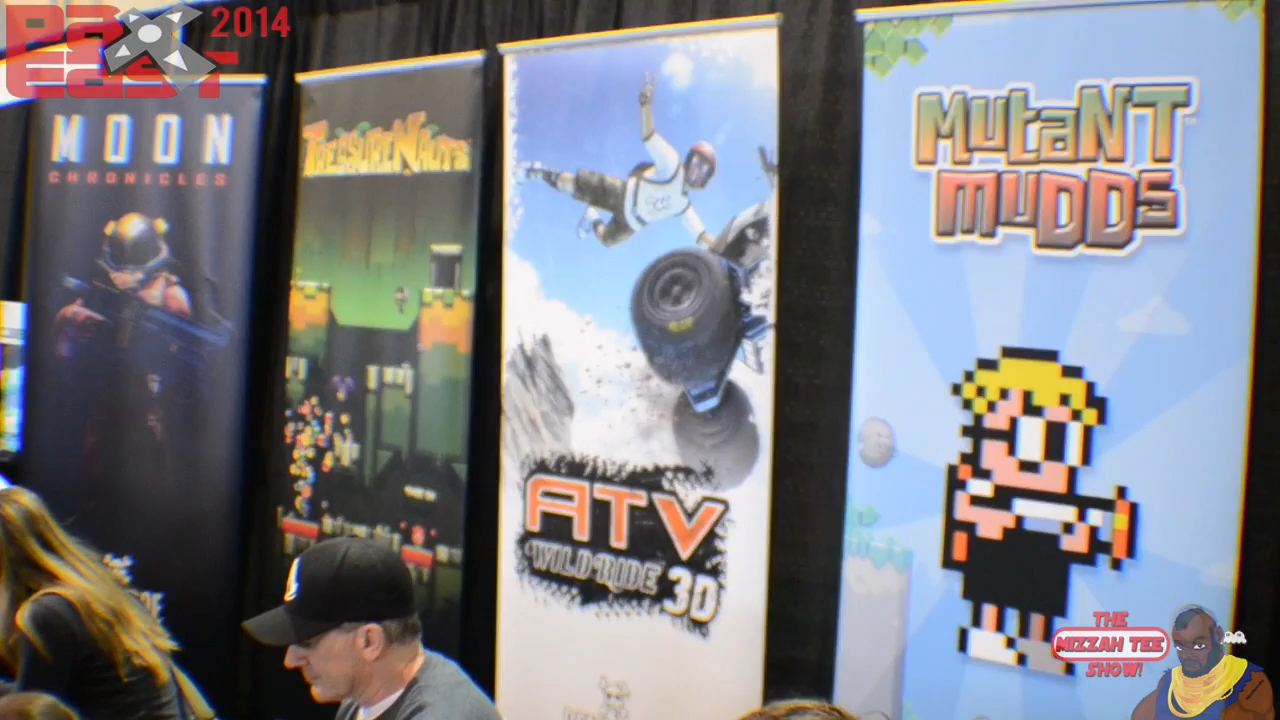 PaX
EasT
2014
MOON
CHRONICLES
TREASURENAUTS
ATV
WILD RIDE
3D
MUtaNT
MUDDS
THE
MIZZAH TEE
SHOW!